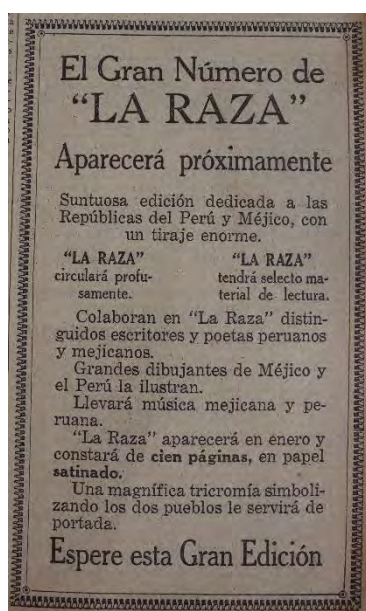 El Gran Número de
“LA RAZA”
Aparecerá próximamente
Suntuosa edición dedicada a las
Repúblicas del Perú y Méjico, con
un tiraje enorme.
“LA RAZA”
circulará profu-
samente.
“LA RAZA”
tendrá selecto ma-
terial de lectura.
Colaboran en “La Raza” distin-
guidos escritores y poetas peruanos
y mejicanos.
Grandes dibujantes de Méjico y
el Perú la ilustran.
Llevará música mejicana y pe-
ruana.
“La Raza” aparecerá en enero y
constará de cien páginas, en papel
satinado.
Una magnífica tricromía simboli-
zando los dos pueblos le servirá de
portada.
Espere esta Gran Edición